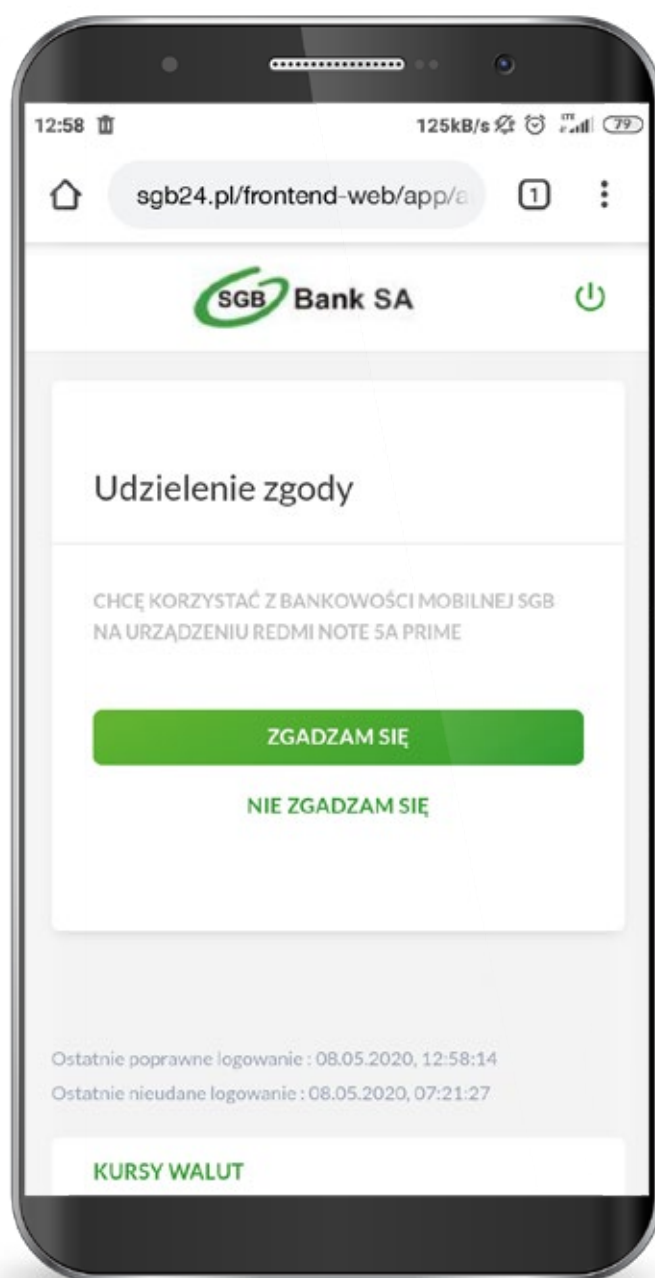 12:58 125kB/s 79
sgb24.pl/frontend-web/app/a 1
SGB Bank SA
Udzielenie zgody
CHCĘ KORZYSTAĆ Z BANKOWOŚCI MOBILNEJ SGB
NA URZĄDZENIU REDMI NOTE 5A PRIME
ZGADZAM SIĘ
NIE ZGADZAM SIĘ
Ostatnie poprawne logowanie : 08.05.2020, 12:58:14
Ostatnie nieudane logowanie : 08.05.2020, 07:21:27
KURSY WALUT